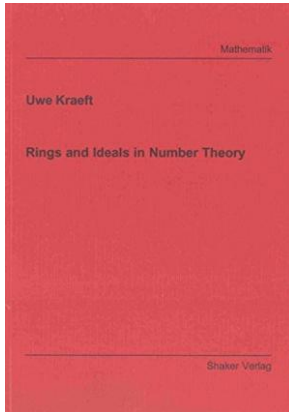 Mathematik
Uwe Kraeft
Rings and Ideals in Number Theory
Shaker Verlag